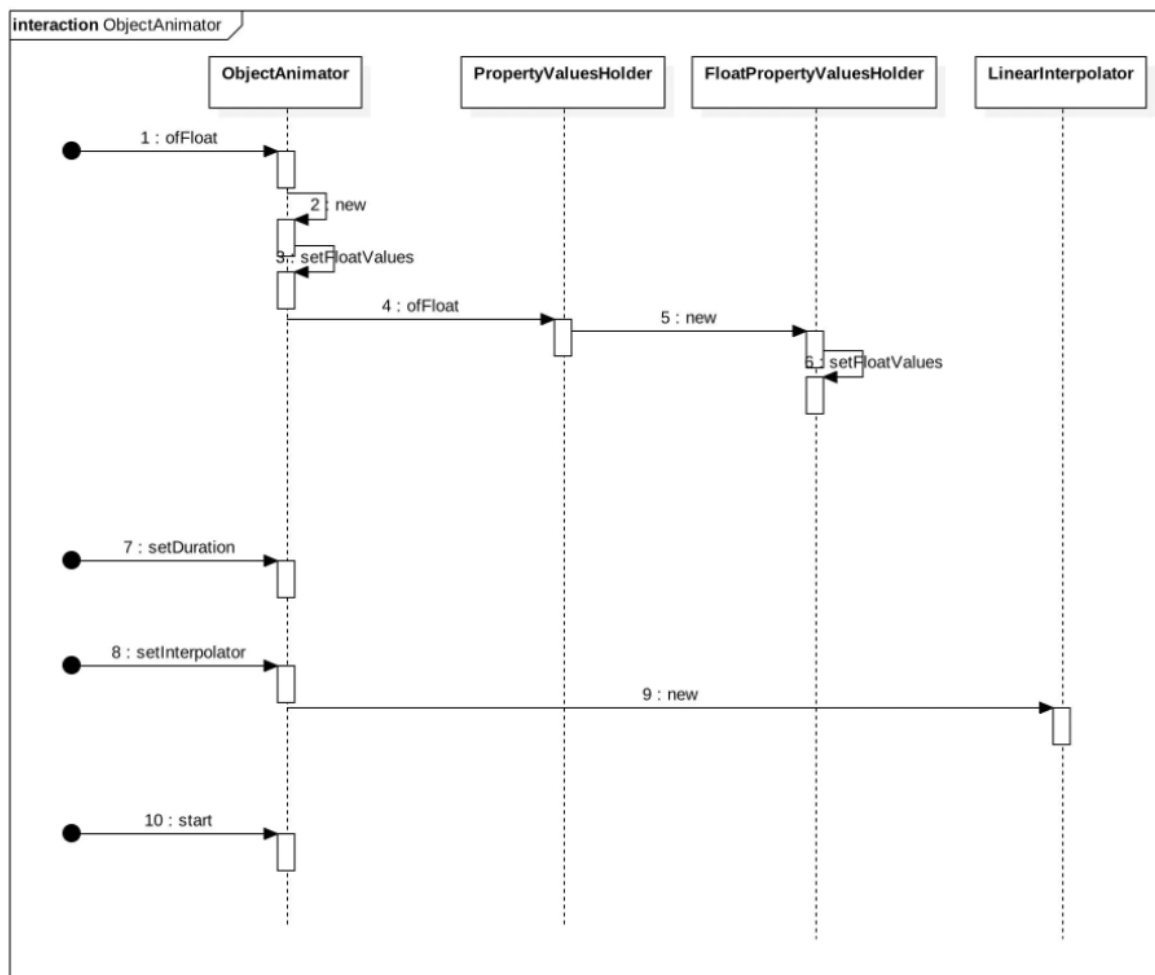 interaction ObjectAnimator
ObjectAnimator
PropertyValuesHolder
FloatPropertyValuesHolder
LinearInterpolator
1 : ofFloat
2 : new
3 : setFloatValues
4 : ofFloat
5 : new
6 : setFloatValues
7 : setDuration
8 : setInterpolator
9 : new
10 : start